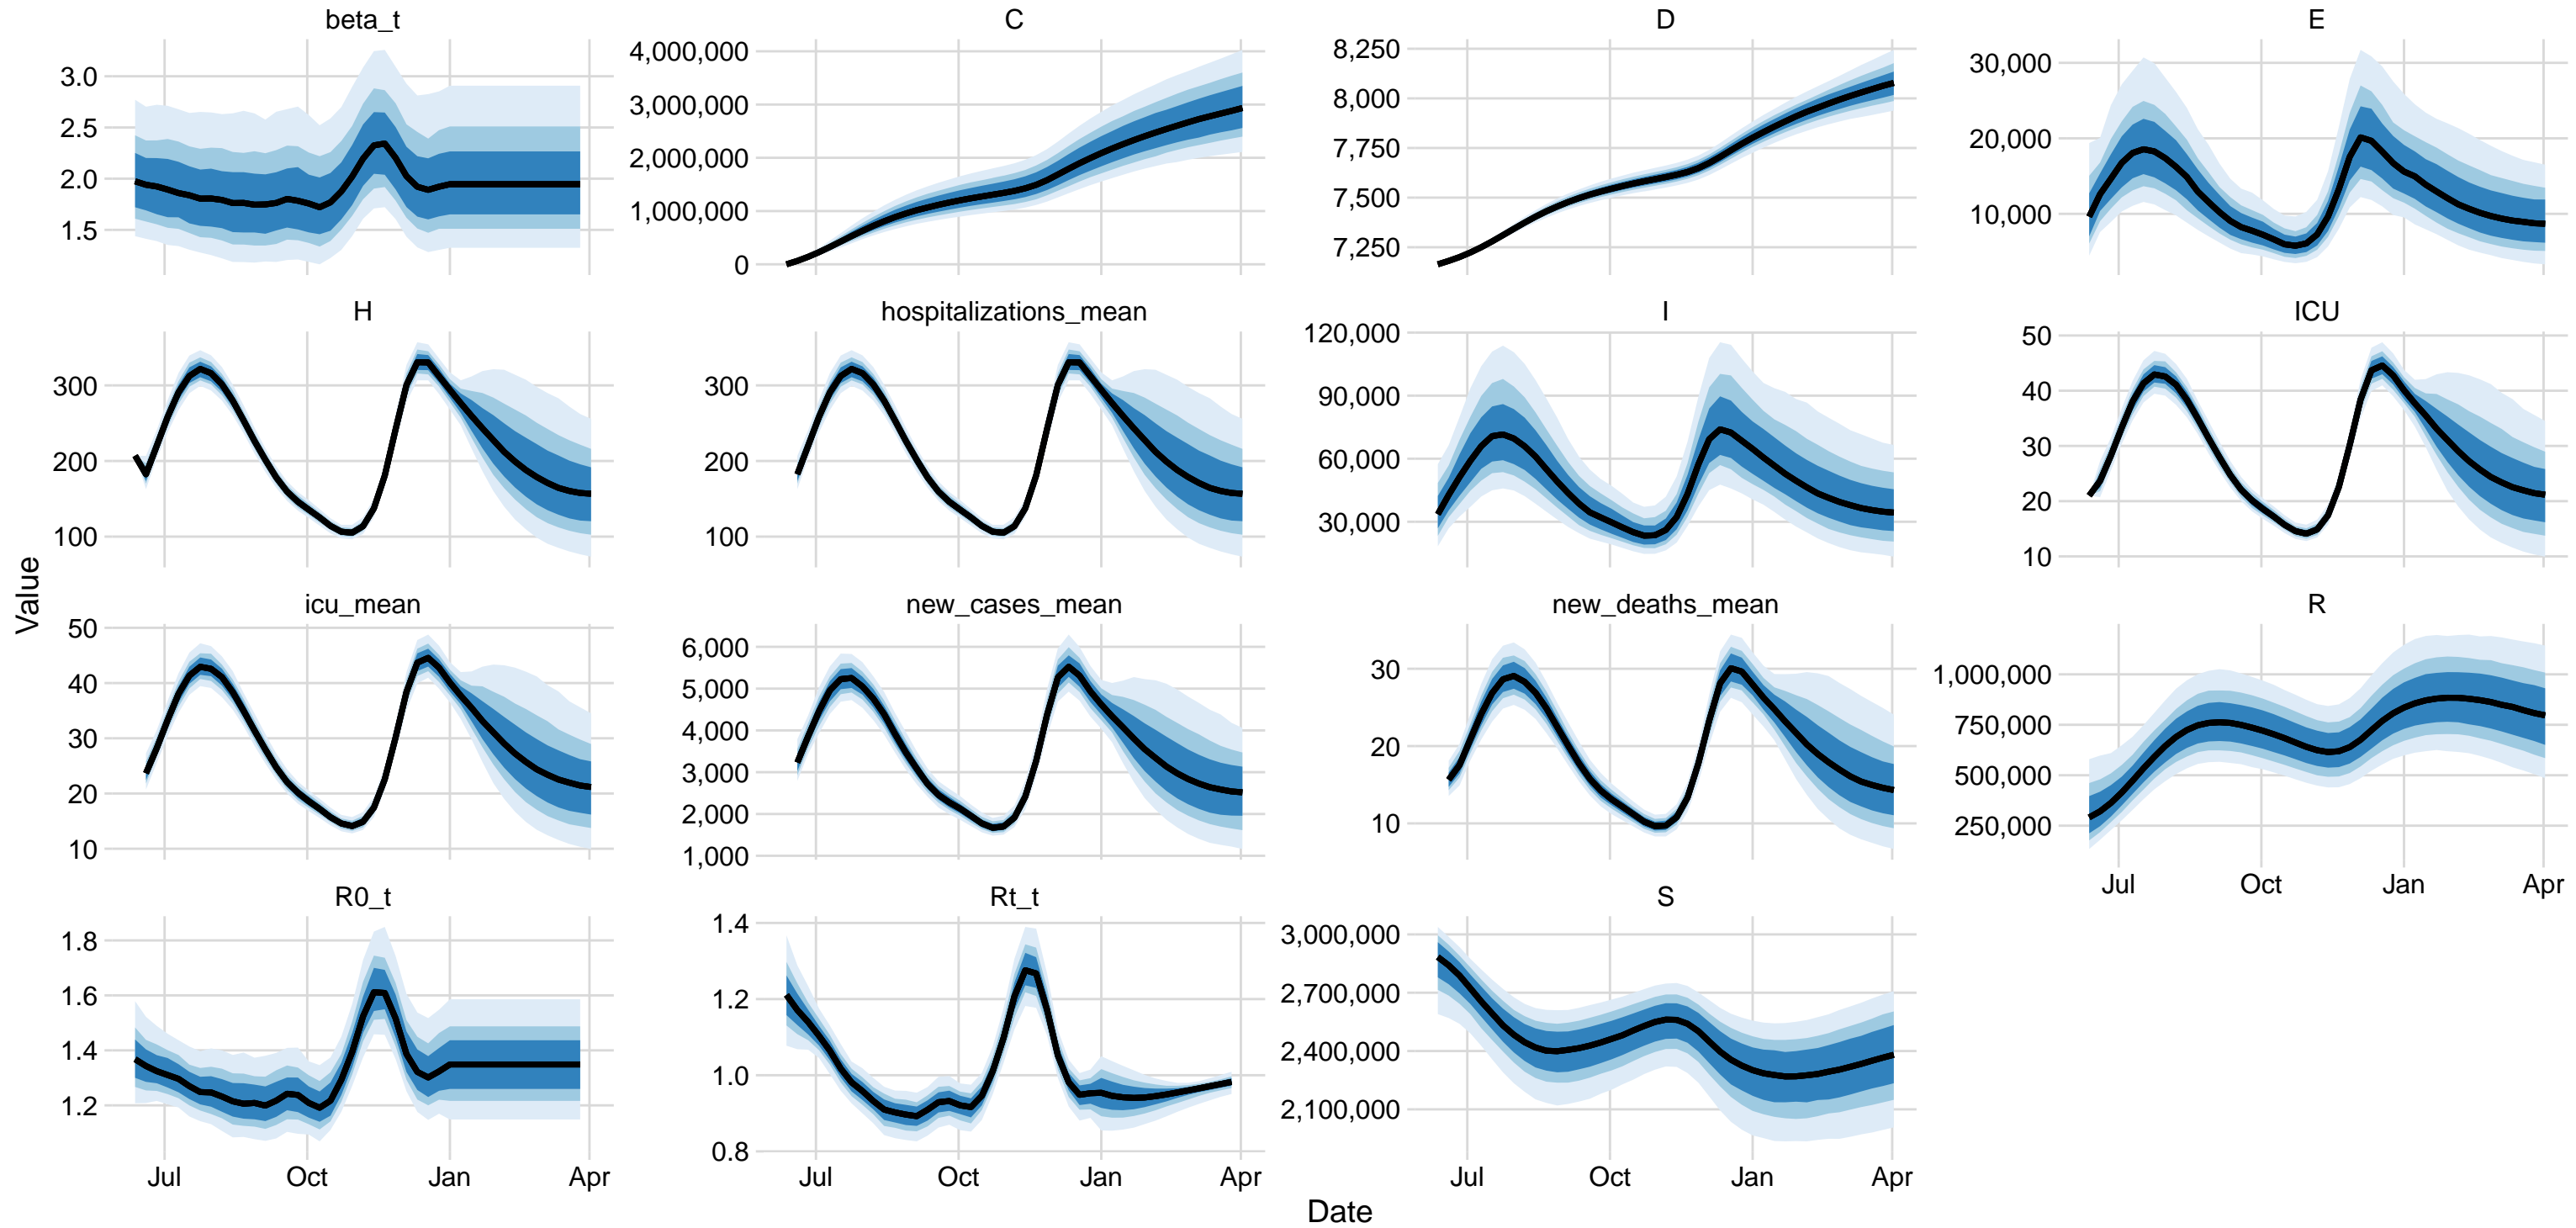 beta_t
3.0
2.5
2.0
1.5
C
4,000,000
3,000,000
2,000,000
1,000,000
0
D
8,250
8,000
7,750
7,500
7,250
E
30,000
20,000
10,000
H
300
200
100
hospitalizations_mean
300
200
100
I
120,000
90,000
60,000
30,000
ICU
50
40
30
20
10
icu_mean
50
40
30
20
10
new_cases_mean
6,000
5,000
4,000
3,000
2,000
1,000
new_deaths_mean
30
20
10
R
1,000,000
750,000
500,000
250,000
Jul Oct Jan Apr
R0_t
1.8
1.6
1.4
1.2
Jul Oct Jan Apr
Rt_t
1.4
1.2
1.0
0.8
Jul Oct Jan Apr
S
3,000,000
2,700,000
2,400,000
2,100,000
Jul Oct Jan Apr
Value
Date